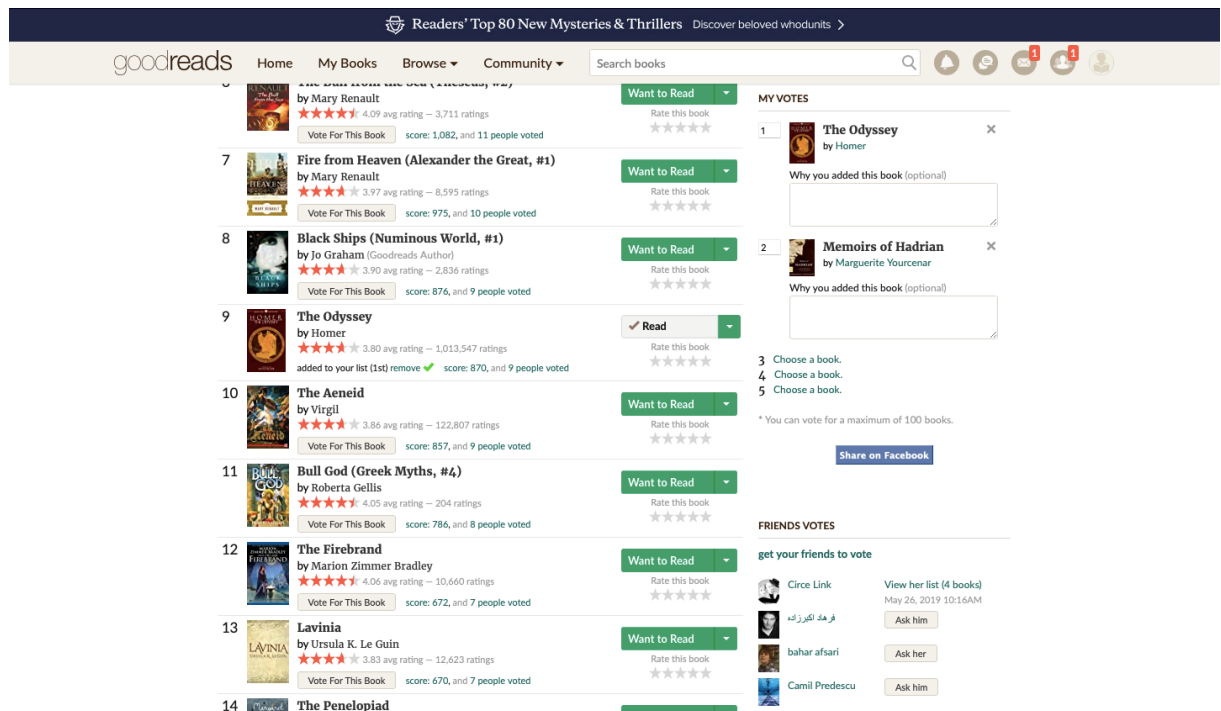 Readers' Top 80 New Mysteries & Thrillers Discover beloved whodunits
goodreads Home My Books Browse Community Search books 1 1
The Bull from the Sea (Theseus, #2)
by Mary Renault
4.09 avg rating — 3,711 ratings
Vote For This Book score: 1,082, and 11 people voted
Want to Read
Rate this book
7
Fire from Heaven (Alexander the Great, #1)
by Mary Renault
3.97 avg rating — 8,595 ratings
Vote For This Book score: 975, and 10 people voted
Want to Read
Rate this book
8
Black Ships (Numinous World, #1)
by Jo Graham (Goodreads Author)
3.90 avg rating — 2,836 ratings
Vote For This Book score: 876, and 9 people voted
Want to Read
Rate this book
BLACK
SHIPS
9
The Odyssey
by Homer
3.80 avg rating — 1,013,547 ratings
added to your list (1st) remove score: 870, and 9 people voted
Read
Rate this book
HOMER
10
The Aeneid
by Virgil
3.86 avg rating — 122,807 ratings
Vote For This Book score: 857, and 9 people voted
Want to Read
Rate this book
11
Bull God (Greek Myths, #4)
by Roberta Gellis
4.05 avg rating — 204 ratings
Vote For This Book score: 786, and 8 people voted
Want to Read
Rate this book
BULL
GOD
12
The Firebrand
by Marion Zimmer Bradley
4.06 avg rating — 10,660 ratings
Vote For This Book score: 672, and 7 people voted
Want to Read
Rate this book
FIREBRAND
13
Lavinia
by Ursula K. Le Guin
3.83 avg rating — 12,623 ratings
Vote For This Book score: 670, and 7 people voted
Want to Read
Rate this book
LAVINIA
14
The Penelopiad
MY VOTES
1 The Odyssey
by Homer
Why you added this book (optional)
2 Memoirs of Hadrian
by Marguerite Yourcenar
Why you added this book (optional)
3 Choose a book.
4 Choose a book.
5 Choose a book.
* You can vote for a maximum of 100 books.
Share on Facebook
FRIENDS VOTES
get your friends to vote
Circe Link View her list (4 books)
May 26, 2019 10:16AM
فرهاد اکبرزاده Ask him
bahar afsari Ask her
Camil Predescu Ask him